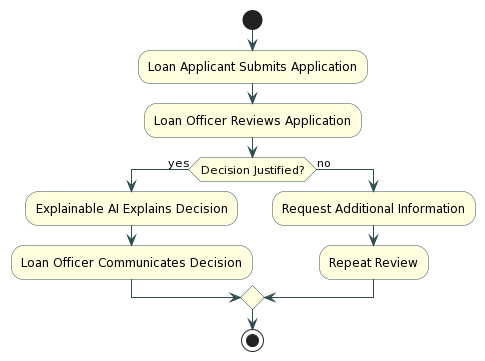 Loan Applicant Submits Application
Loan Officer Reviews Application
yes
Decision Justified?
no
Explainable AI Explains Decision
Request Additional Information
Loan Officer Communicates Decision
Repeat Review